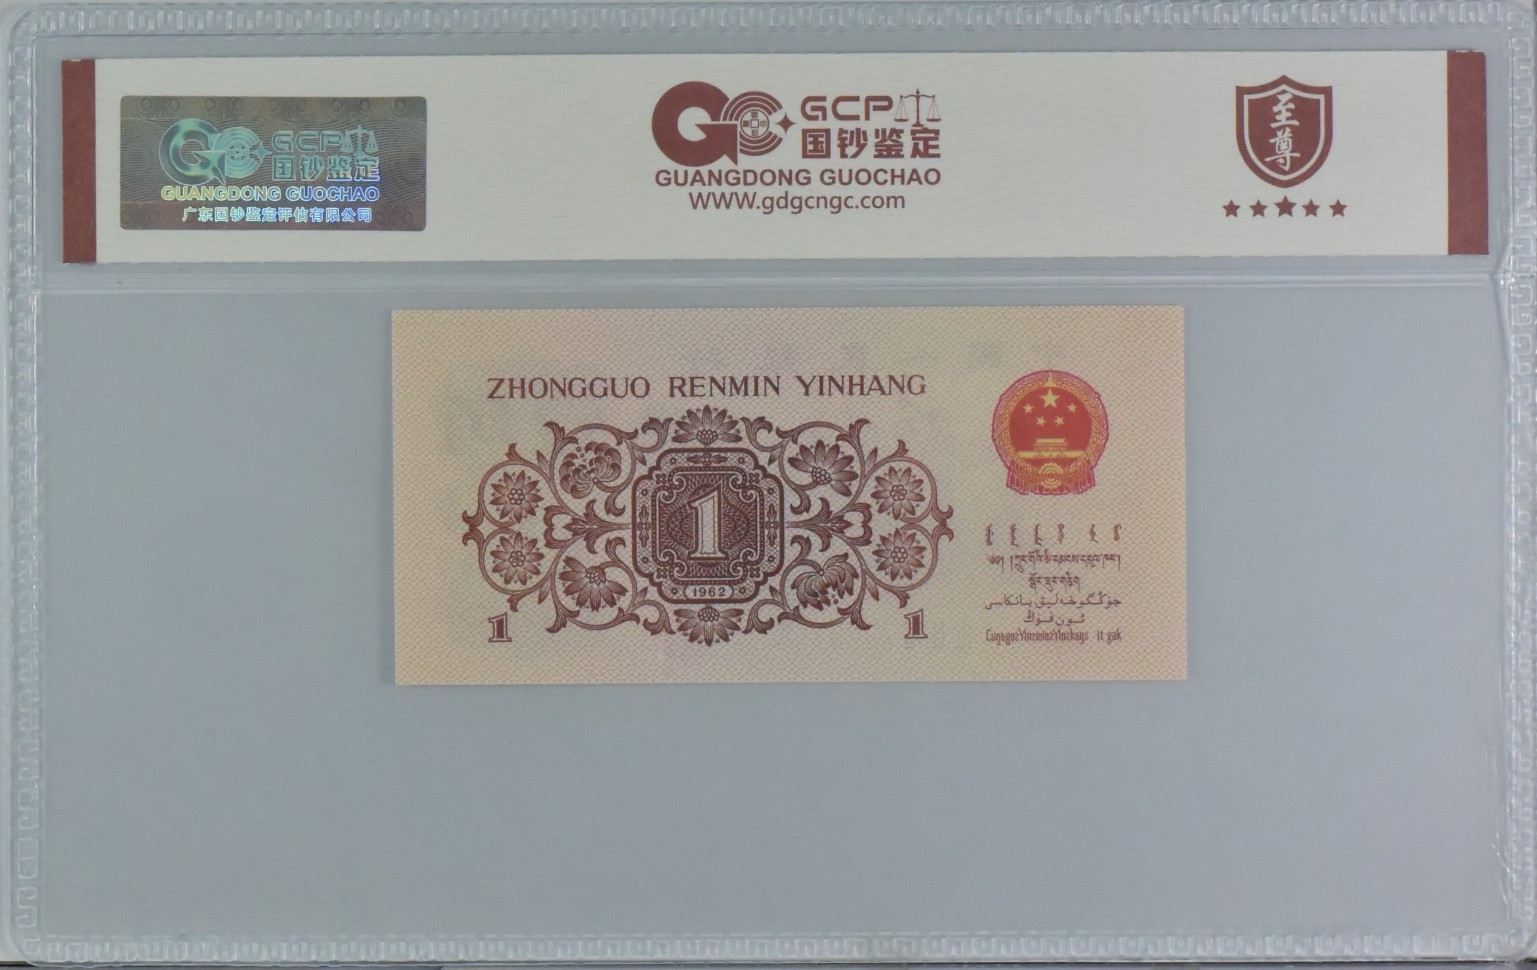 GCP
国钞鉴定
GUANGDONG GUOCHAO
广东国钞鉴定评估有限公司
GCP
国钞鉴定
GUANGDONG GUOCHAO
WWW.gdgcngc.com
至尊
ZHONGGUO RENMIN YINHANG
1
1962
1
1
جۇڭگوخەلىق بانكاسى